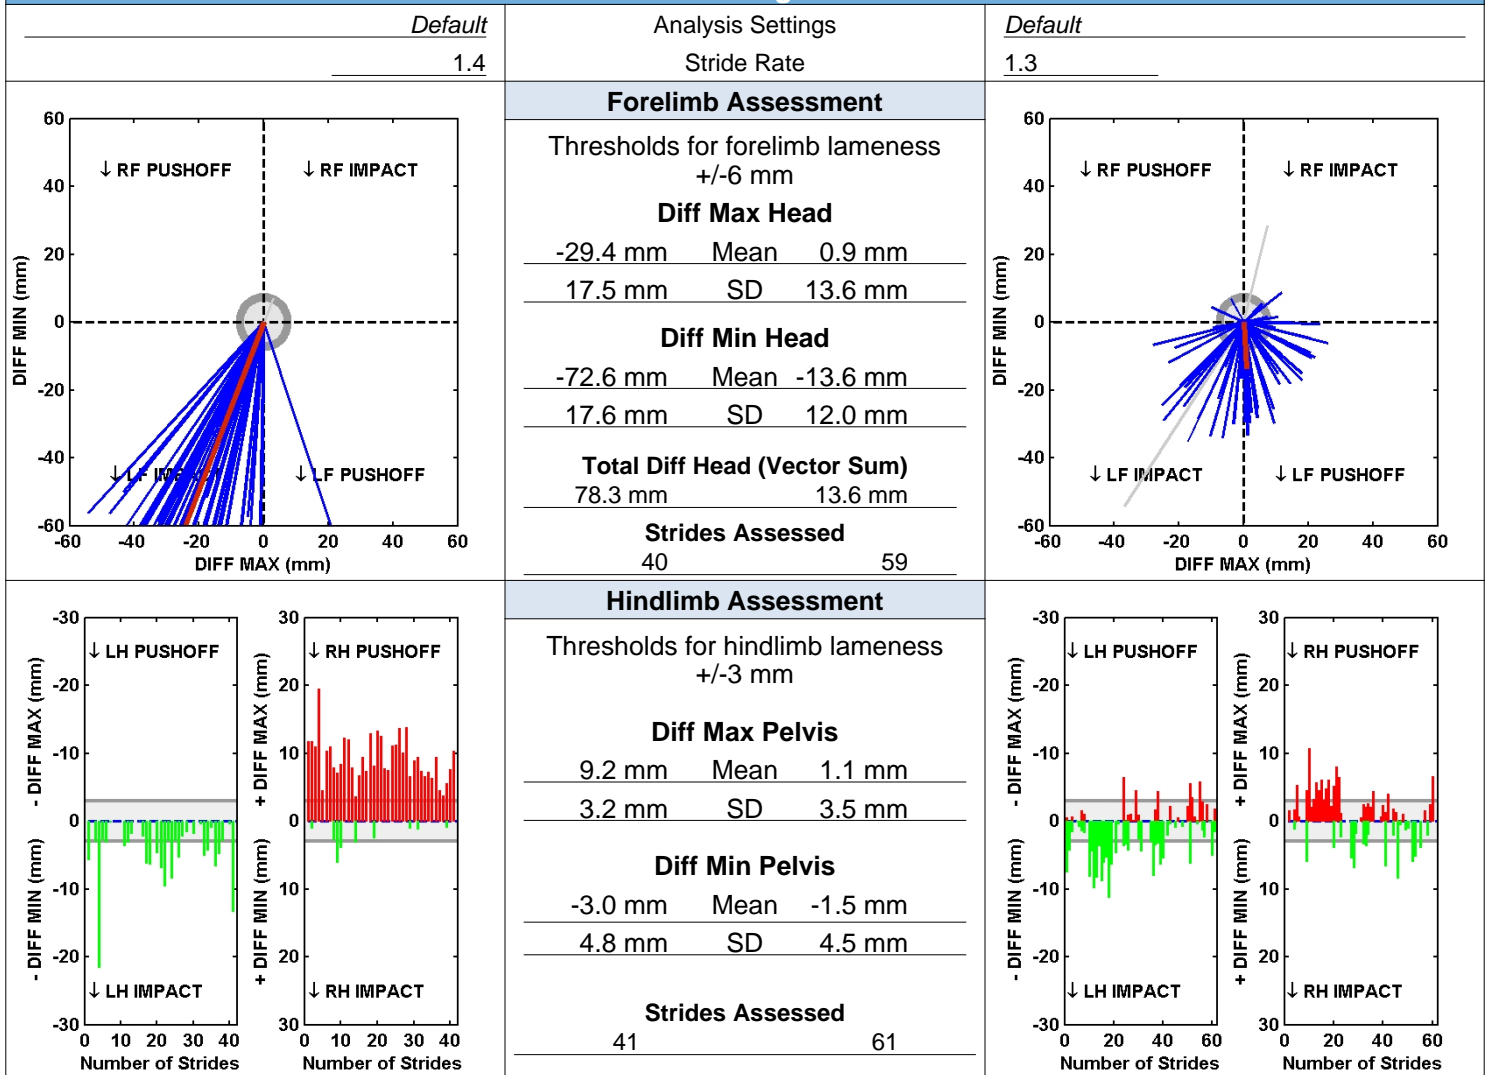 Default Analysis Settings Default
1.4 Stride Rate 1.3
Forelimb Assessment
Thresholds for forelimb lameness
+/-6 mm
Diff Max Head
-29.4 mm Mean 0.9 mm
17.5 mm SD 13.6 mm
Diff Min Head
-72.6 mm Mean -13.6 mm
17.6 mm SD 12.0 mm
Total Diff Head (Vector Sum)
78.3 mm 13.6 mm
Strides Assessed
40 59
60
↓ RF PUSHOFF ↓ RF IMPACT
40
20
0
-20
-40
↓ LF IMPACT ↓ LF PUSHOFF
-60
-60 -40 -20 0 20 40 60
DIFF MIN (mm)
DIFF MAX (mm)
60
↓ RF PUSHOFF ↓ RF IMPACT
40
20
0
-20
-40
↓ LF IMPACT ↓ LF PUSHOFF
-60
-60 -40 -20 0 20 40 60
DIFF MIN (mm)
DIFF MAX (mm)
Hindlimb Assessment
Thresholds for hindlimb lameness
+/-3 mm
Diff Max Pelvis
9.2 mm Mean 1.1 mm
3.2 mm SD 3.5 mm
Diff Min Pelvis
-3.0 mm Mean -1.5 mm
4.8 mm SD 4.5 mm
Strides Assessed
41 61
-30
↓ LH PUSHOFF
-20
-10
0
-10
-20
↓ LH IMPACT
-30
0 10 20 30 40
Number of Strides
- DIFF MAX (mm)
- DIFF MIN (mm)
30
↓ RH PUSHOFF
20
10
0
10
20
↓ RH IMPACT
30
0 10 20 30 40
Number of Strides
+ DIFF MAX (mm)
+ DIFF MIN (mm)
-30
↓ LH PUSHOFF
-20
-10
0
-10
-20
↓ LH IMPACT
-30
0 20 40 60
Number of Strides
- DIFF MAX (mm)
- DIFF MIN (mm)
30
↓ RH PUSHOFF
20
10
0
10
20
↓ RH IMPACT
30
0 20 40 60
Number of Strides
+ DIFF MAX (mm)
+ DIFF MIN (mm)